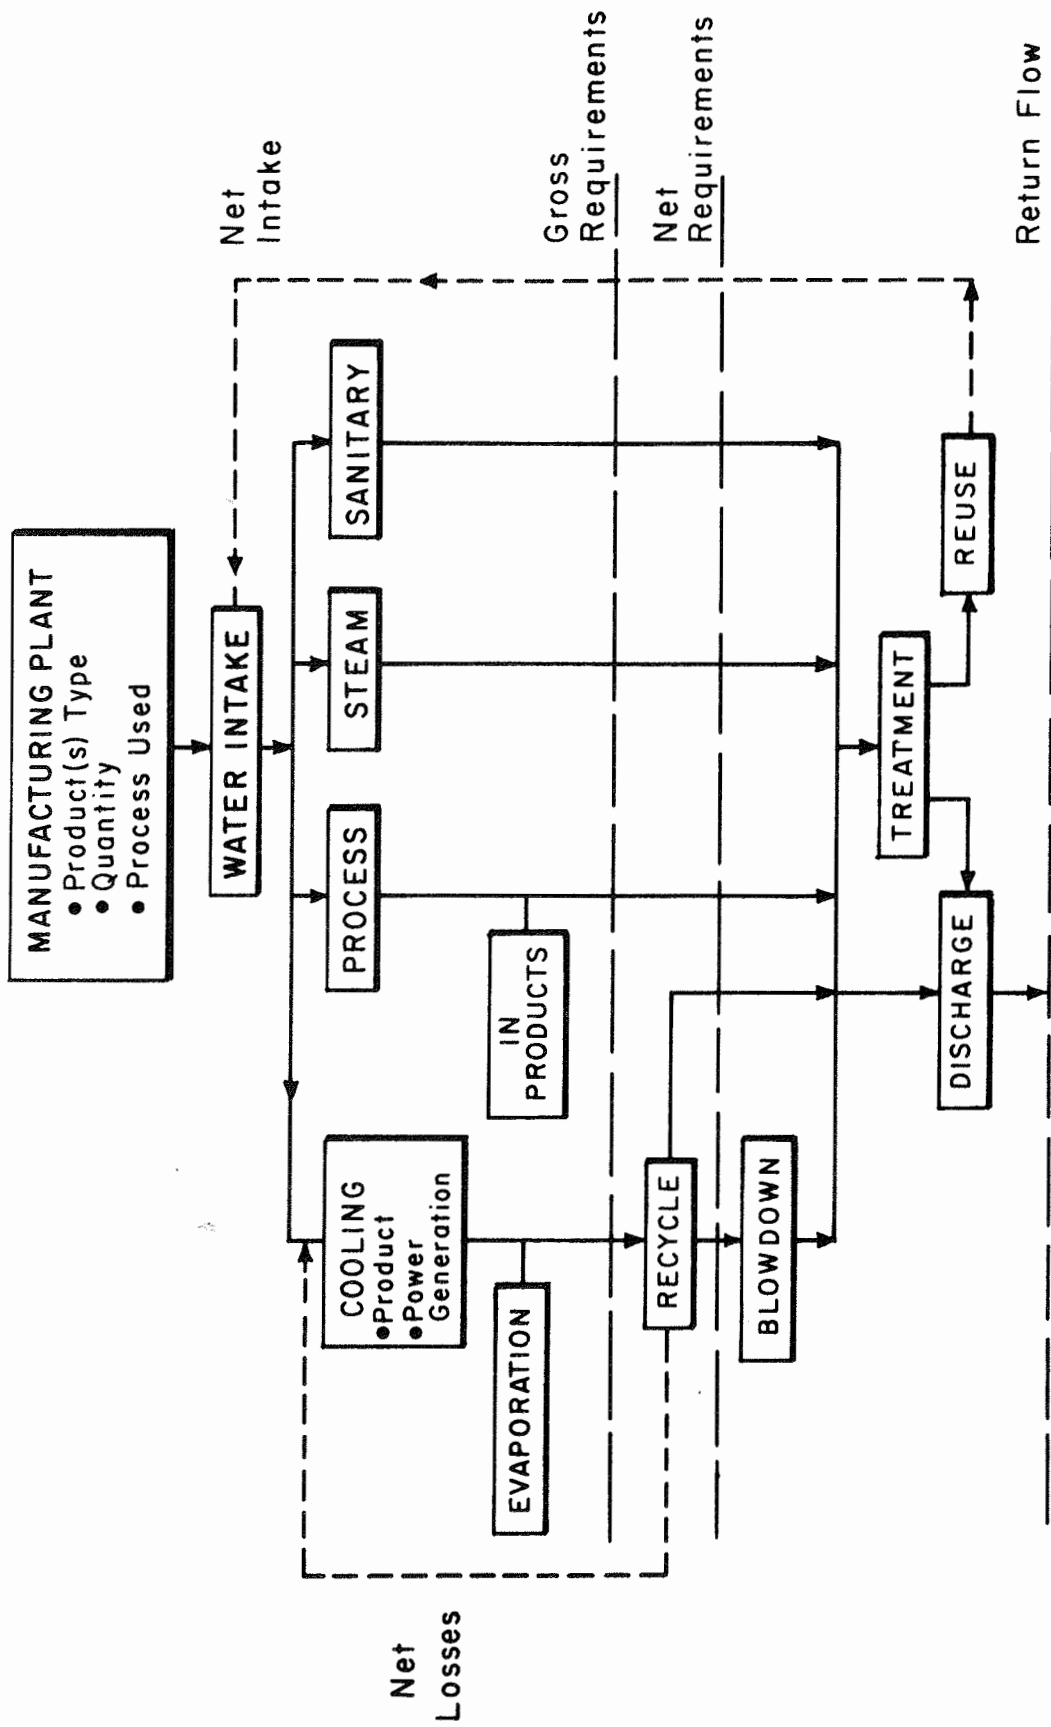 MANUFACTURING PLANT
● Product(s) Type
● Quantity
● Process Used
WATER INTAKE
Net
Intake
COOLING
●Product
●Power
Generation
PROCESS
STEAM
SANITARY
Net
Losses
EVAPORATION
IN
PRODUCTS
Gross
Requirements
RECYCLE
Net
Requirements
BLOWDOWN
TREATMENT
DISCHARGE
REUSE
Return Flow